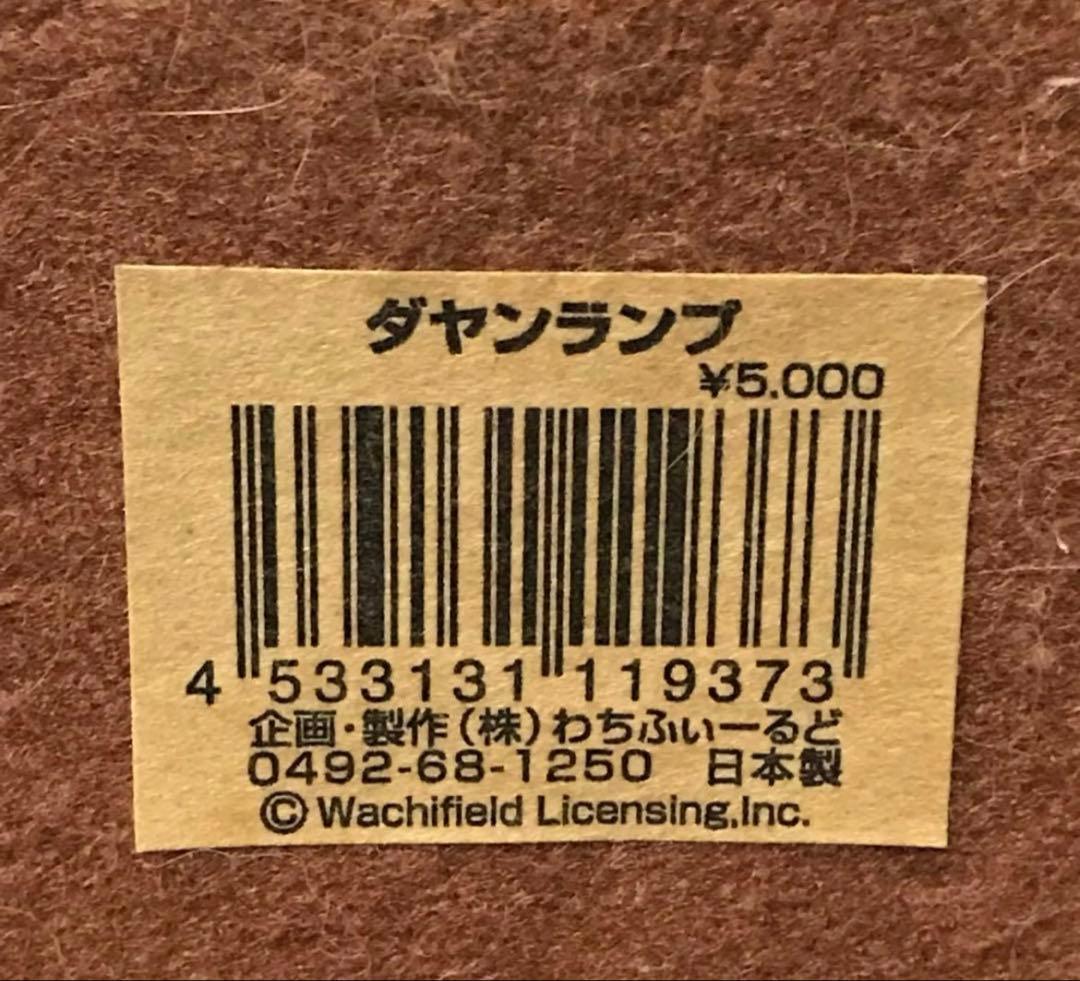 ダヤンランプ
¥5.000
4 533131 119373
企画・製作(株)わちふぃーるど
0492-68-1250 日本製
© Wachifield Licensing,Inc.